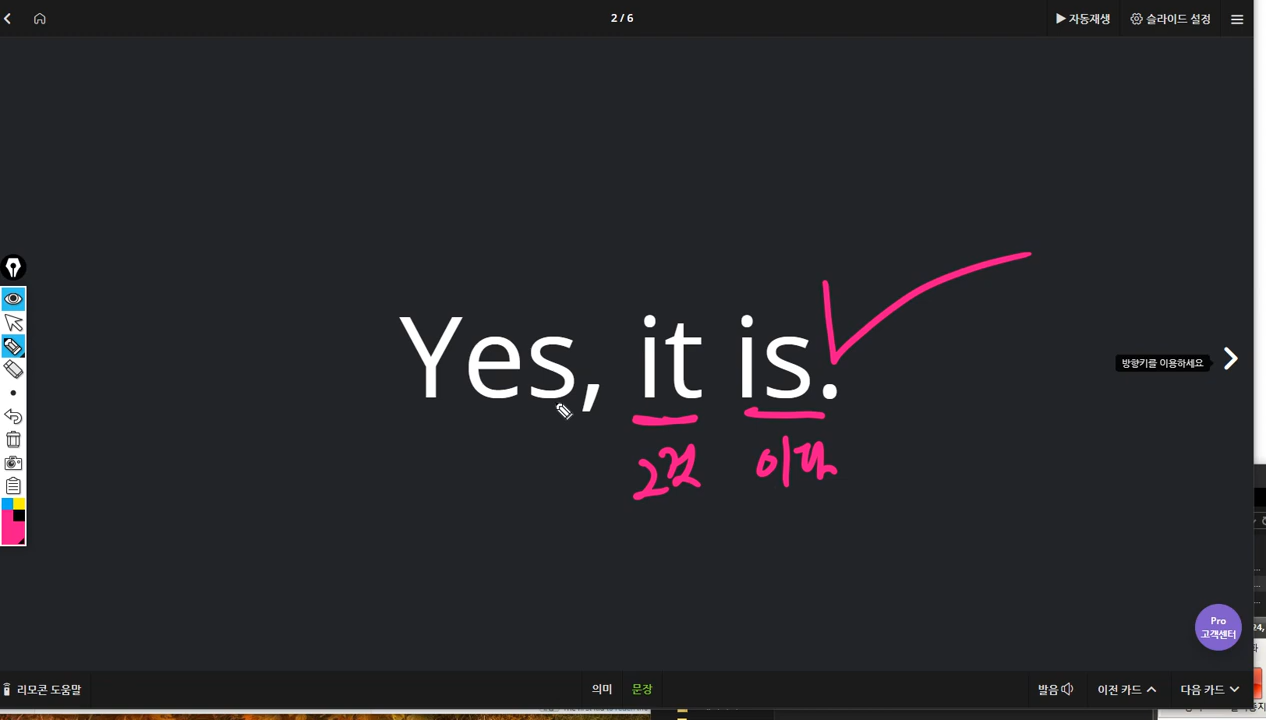 2 / 6
자동재생
슬라이드 설정
Yes, it is.
방향키를 이용하세요
그것 이다
Pro
고객센터
리모콘 도움말
의미 문장
발음
이전 카드
다음 카드